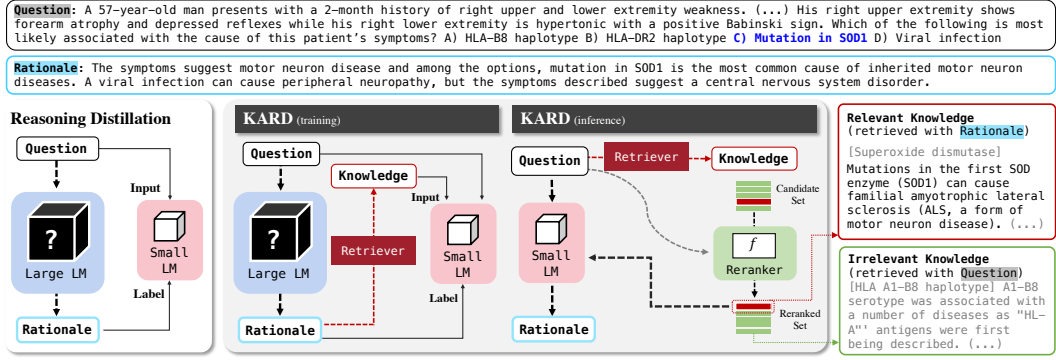 Question: A 57-year-old man presents with a 2-month history of right upper and lower extremity weakness. (...) His right upper extremity shows
forearm atrophy and depressed reflexes while his right lower extremity is hypertonic with a positive Babinski sign. Which of the following is most
likely associated with the cause of this patient's symptoms? A) HLA-B8 haplotype B) HLA-DR2 haplotype C) Mutation in SOD1 D) Viral infection
Rationale: The symptoms suggest motor neuron disease and among the options, mutation in SOD1 is the most common cause of inherited motor neuron
diseases. A viral infection can cause peripheral neuropathy, but the symptoms described suggest a central nervous system disorder.
Reasoning Distillation
Question
Input
?
Large LM
Small
LM
Label
Rationale
KARD (training)
Question
Knowledge
Input
?
Large LM
Retriever
Small
LM
Label
Rationale
KARD (inference)
Question
Retriever
Knowledge
Candidate
Set
Small
LM
f
Reranker
Reranked
Set
Rationale
Relevant Knowledge
(retrieved with Rationale)
[Superoxide dismutase]
Mutations in the first SOD
enzyme (SOD1) can cause
familial amyotrophic lateral
sclerosis (ALS, a form of
motor neuron disease). (...)
Irrelevant Knowledge
(retrieved with Question)
[HLA A1-B8 haplotype] A1-B8
serotype was associated with
a number of diseases as "HL-
A"' antigens were first
being described. (...)